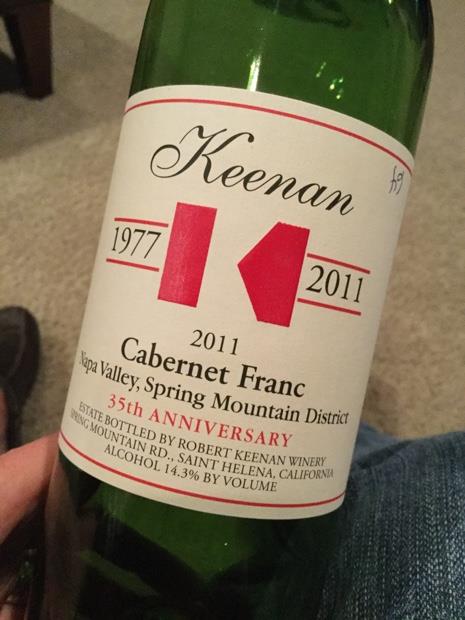 Keenan
1977
2011
2011
Cabernet Franc
Napa Valley, Spring Mountain District
35th ANNIVERSARY
ESTATE BOTTLED BY ROBERT KEENAN WINERY
SPRING MOUNTAIN RD., SAINT HELENA, CALIFORNIA
ALCOHOL 14.3% BY VOLUME